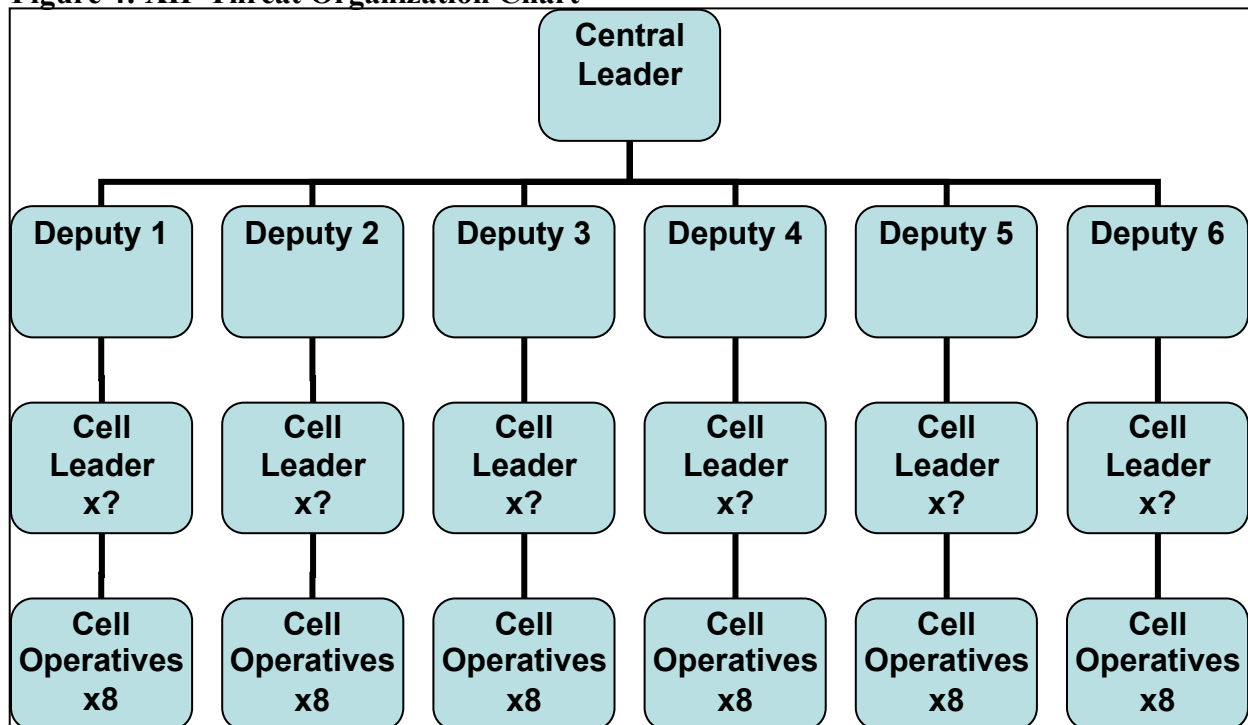 Figure 4: XIP Threat Organization Chart
Central
Leader
Deputy 1
Deputy 2
Deputy 3
Deputy 4
Deputy 5
Deputy 6
Cell
Leader
x?
Cell
Leader
x?
Cell
Leader
x?
Cell
Leader
x?
Cell
Leader
x?
Cell
Leader
x?
Cell
Operatives
x8
Cell
Operatives
x8
Cell
Operatives
x8
Cell
Operatives
x8
Cell
Operatives
x8
Cell
Operatives
x8